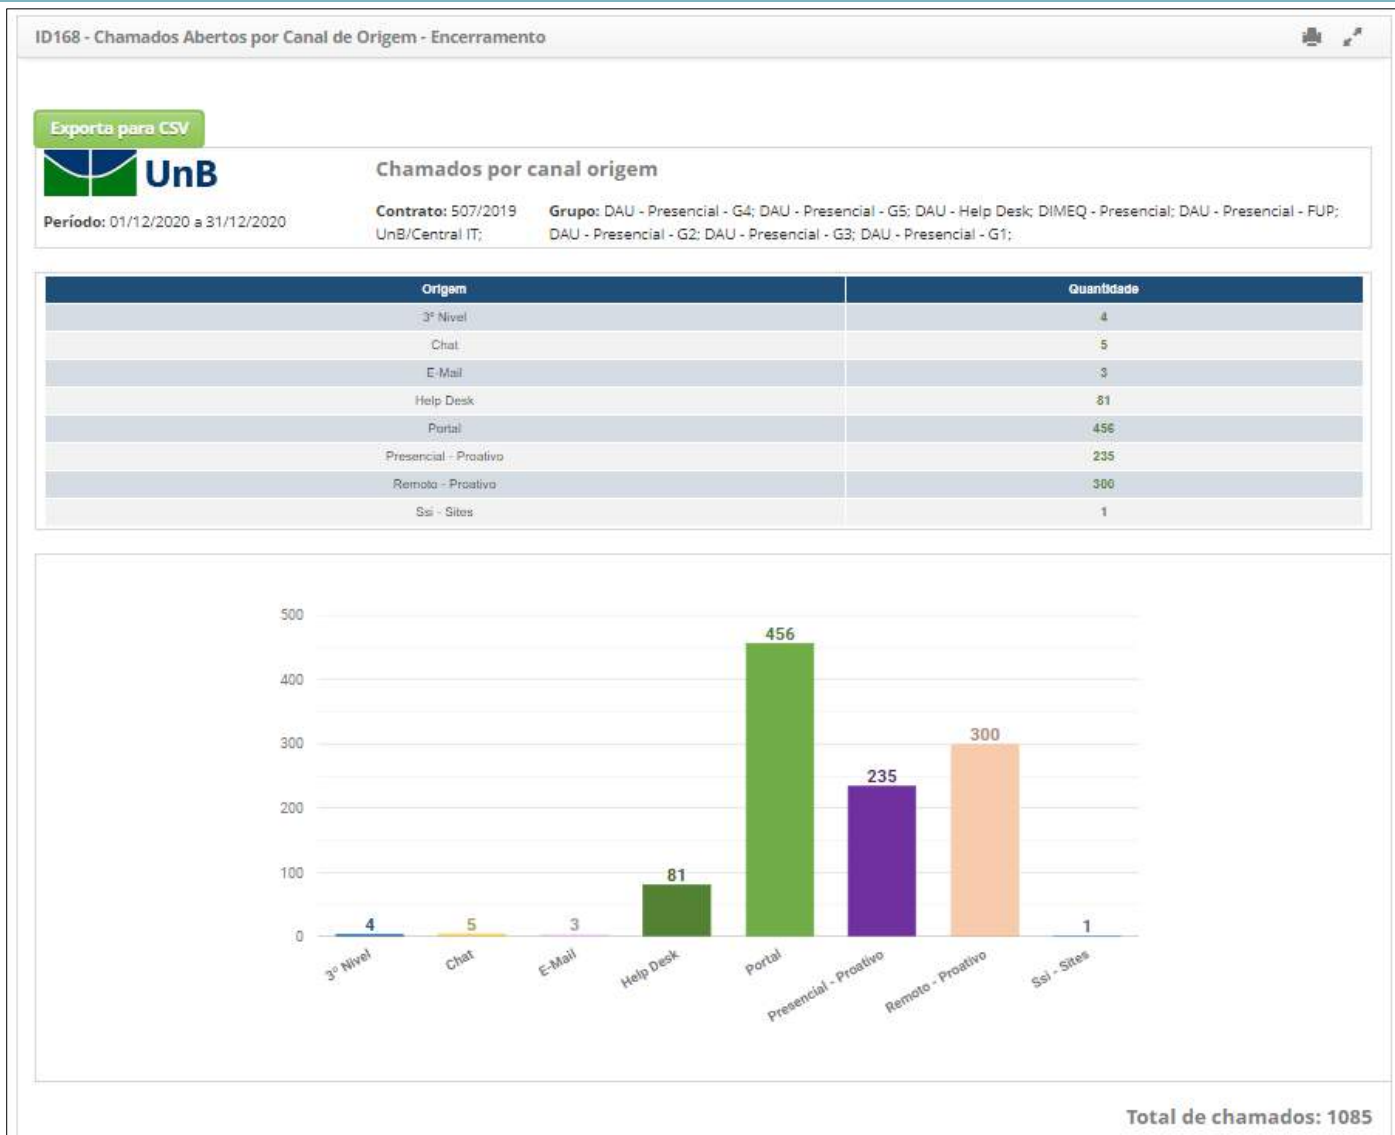 ID168 - Chamados Abertos por Canal de Origem - Encerramento
Exporta para CSV
UnB
Chamados por canal origem
Período: 01/12/2020 a 31/12/2020
Contrato: 507/2019
UnB/Central IT;
Grupo: DAU - Presencial - G4; DAU - Presencial - G5; DAU - Help Desk; DIMEQ - Presencial; DAU - Presencial - FUP;
DAU - Presencial - G2; DAU - Presencial - G3; DAU - Presencial - G1;
Origem Quantidade
3º Nivel 4
Chat 5
E-Mail 3
Help Desk 81
Portal 456
Presencial - Proativo 235
Remoto - Proativo 300
Ssi - Sites 1
500
400
300
200
100
0
4
5
3
81
456
235
300
1
3º Nivel
Chat
E-Mail
Help Desk
Portal
Presencial - Proativo
Remoto - Proativo
Ssi - Sites
Total de chamados: 1085